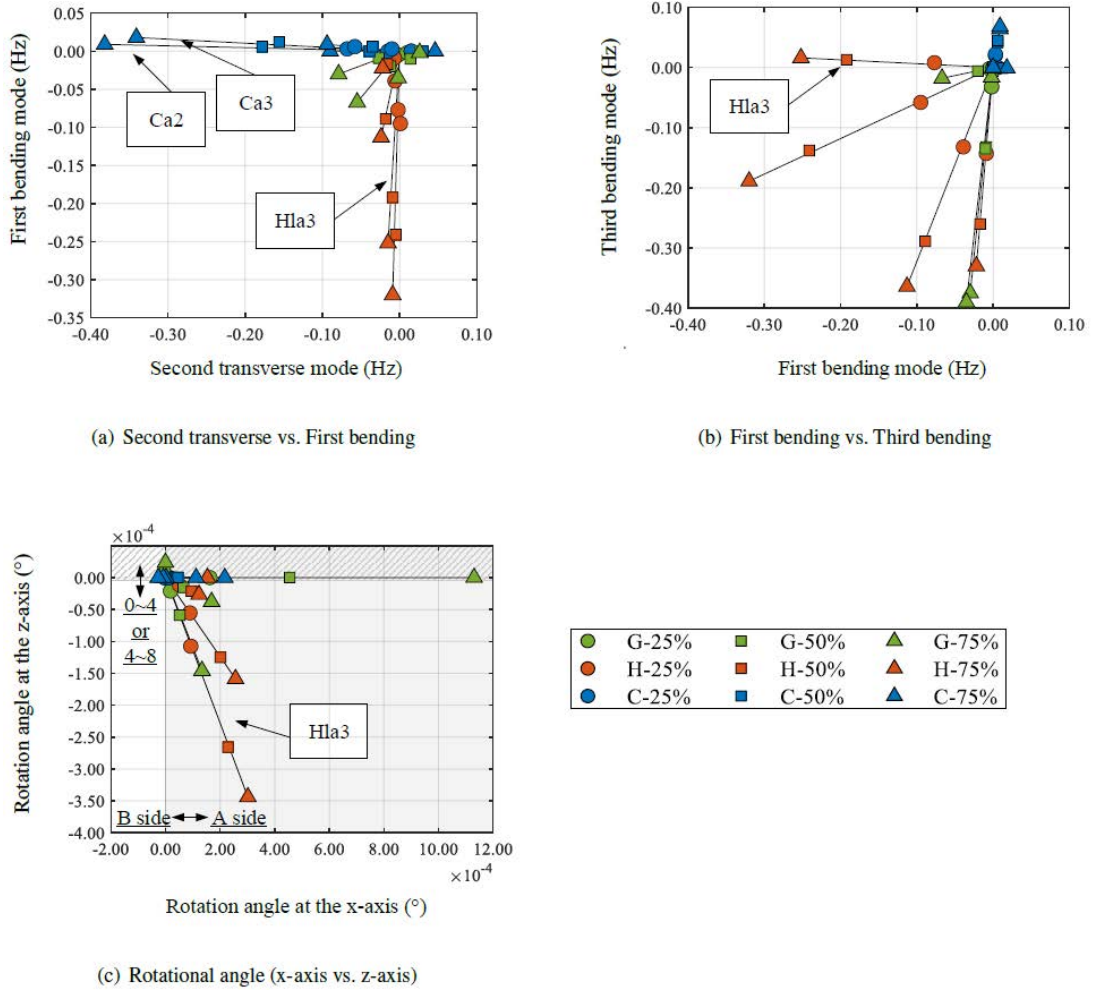 0.05
0.00
-0.05
-0.10
-0.15
-0.20
-0.25
-0.30
-0.35
First bending mode (Hz)
Ca2
Ca3
Hla3
-0.40 -0.30 -0.20 -0.10 0.00 0.10
Second transverse mode (Hz)
(a) Second transverse vs. First bending
0.10
0.00
-0.10
-0.20
-0.30
-0.40
Third bending mode (Hz)
Hla3
-0.40 -0.30 -0.20 -0.10 0.00 0.10
First bending mode (Hz)
(b) First bending vs. Third bending
×10⁻⁴
0.00
-0.50
-1.00
-1.50
-2.00
-2.50
-3.00
-3.50
-4.00
Rotation angle at the z-axis (°)
0~4
or
4~8
Hla3
B side A side
-2.00 0.00 2.00 4.00 6.00 8.00 10.00 12.00
×10⁻⁴
Rotation angle at the x-axis (°)
(c) Rotational angle (x-axis vs. z-axis)
G-25% G-50% G-75%
H-25% H-50% H-75%
C-25% C-50% C-75%